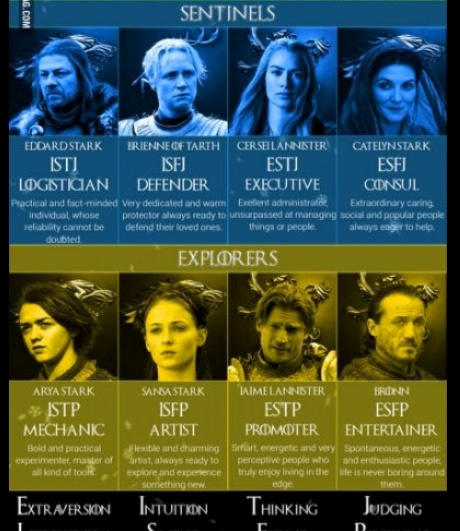 G.COM
SENTINELS
EDDARD STARK BRIENNE OF TARTH CERSEI LANNISTER CATELYN STARK
ISTJ ISFJ ESTJ ESFJ
LOGISTICIAN DEFENDER EXECUTIVE CONSUL
Practical and fact-minded individual, whose reliability cannot be doubted.
Very dedicated and warm protector always ready to defend their loved ones.
Exellent administrator, unsurpassed at managing things or people.
Extraordinary caring, social and popular people always eager to help.
EXPLORERS
ARYA STARK SANSA STARK JAIME LANNISTER BRONN
ISTP ISFP ESTP ESFP
MECHANIC ARTIST PROMOTER ENTERTAINER
Bold and practical experimenter, master of all kind of tools.
Flexible and charming artist, always ready to explore and experience something new.
Smart, energetic and very perceptive people who truly enjoy living in the edge.
Spontaneous, energetic and enthusiastic people, life is never boring around them.
EXTRAVERSION INTUITION THINKING JUDGING